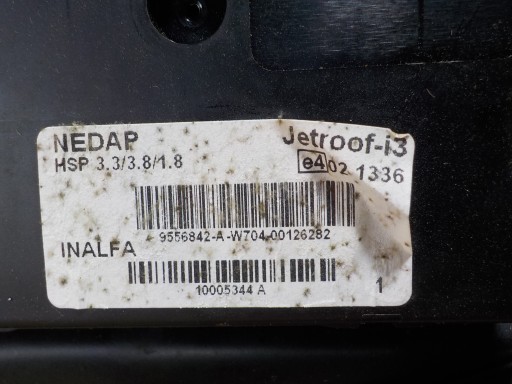 NEDAP Jetroof-i3
HSP 3.3/3.8/1.8 e4 02 1336
9556842-A-W704-00126282
INALFA
10005344 A 1